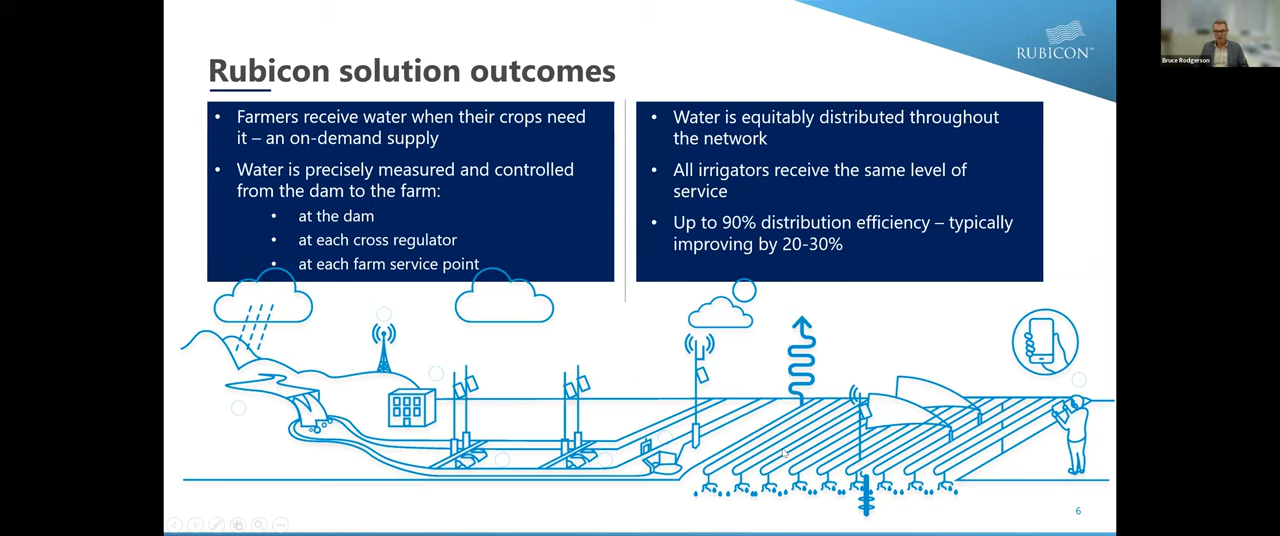 RUBICON™
Bruce Rodgerson
Rubicon solution outcomes
• Farmers receive water when their crops need
it – an on-demand supply
• Water is precisely measured and controlled
from the dam to the farm:
• at the dam
• at each cross regulator
• at each farm service point
• Water is equitably distributed throughout
the network
• All irrigators receive the same level of
service
• Up to 90% distribution efficiency – typically
improving by 20-30%
6